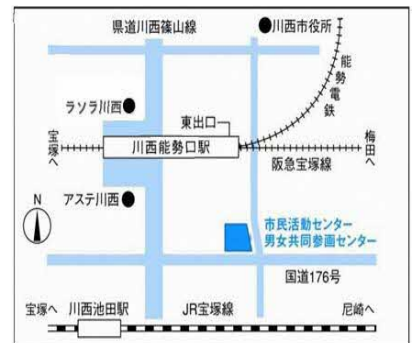 県道川西篠山線
川西市役所
能勢電鉄
ラソラ川西
東出口
宝塚へ
川西能勢口駅
梅田へ
阪急宝塚線
N
アステ川西
市民活動センター
男女共同参画センター
国道176号
宝塚へ
川西池田駅
JR宝塚線
尼崎へ